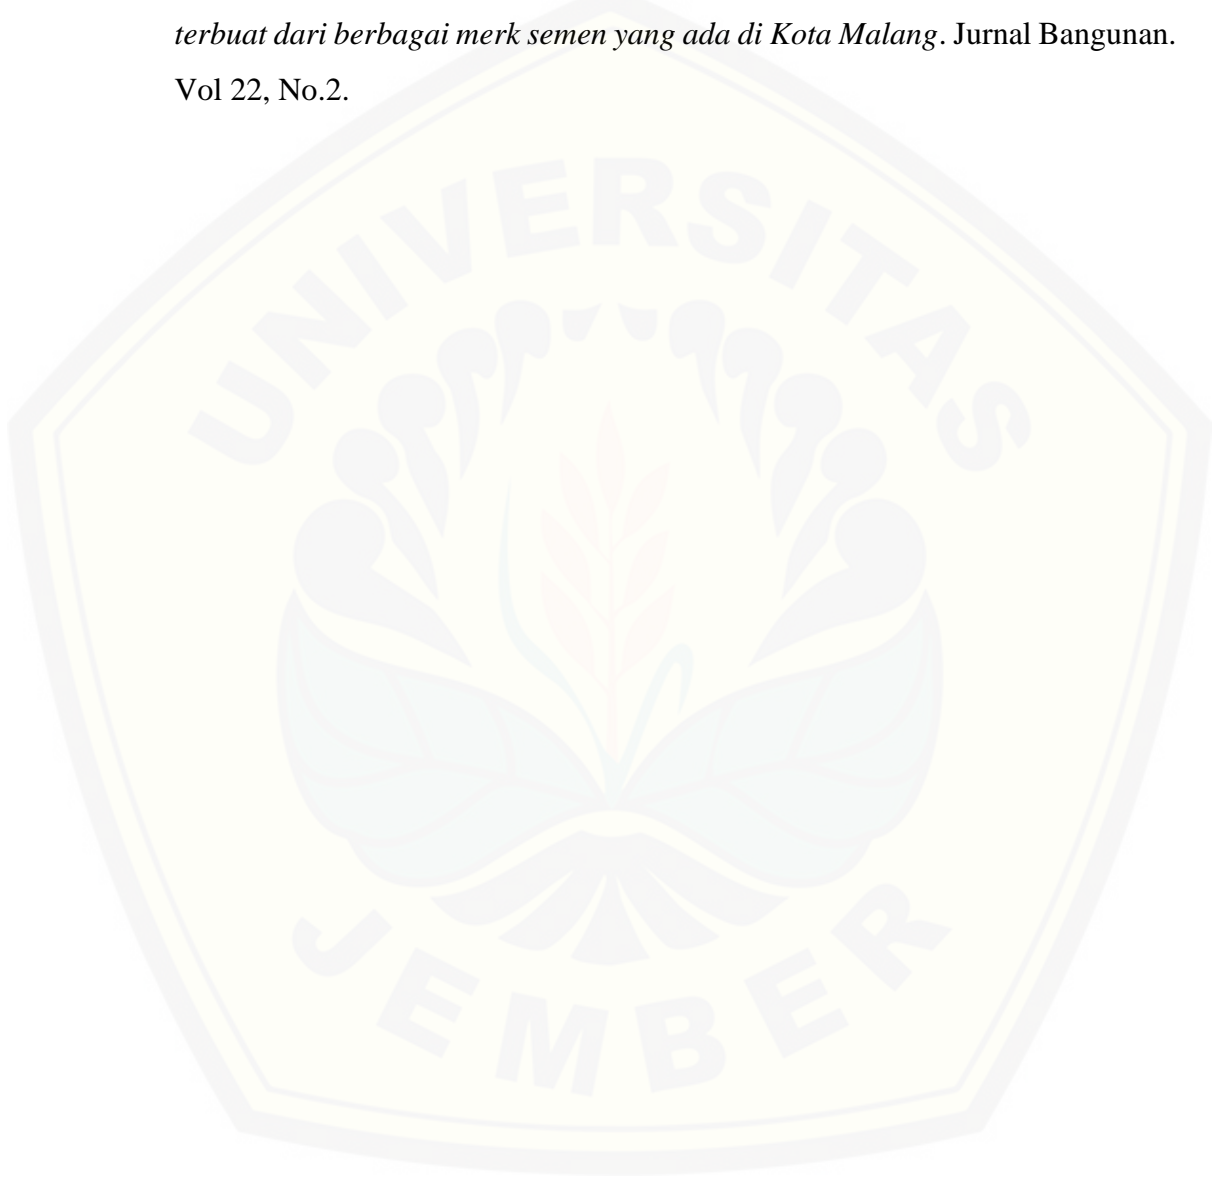 terbuat dari berbagai merk semen yang ada di Kota Malang. Jurnal Bangunan.
Vol 22, No.2.
UNIVERSITAS
JEMBER